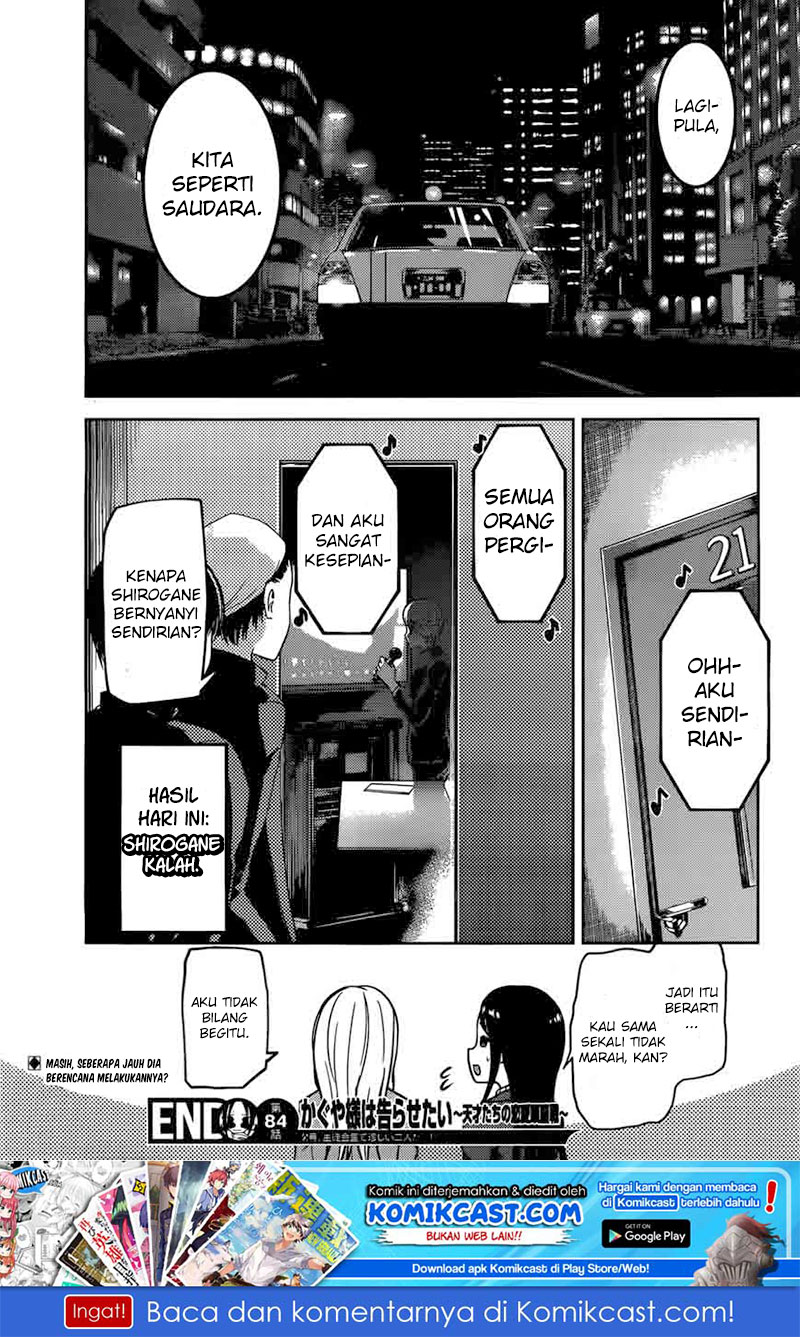 LAGI-
PULA,
KITA
SEPERTI
SAUDARA.
21
OHH-
AKU
SENDI-
RIAN-
SEMUA
ORANG
PERGI-
DAN AKU
SANGAT
KESEPIAN-
KENAPA
SHIROGANE
BERNYANYI
SENDIRIAN?
HASIL
HARI INI:
SHIROGANE
KALAH.
JADI ITU
BERARTI
...
KAU SAMA
SEKALI TIDAK
MARAH, KAN?
AKU TIDAK
BILANG
BEGITU.
MASIH, SEBERAPA JAUH DIA
BERENCANA MELAKUKANNYA?
END
第
84
話
かぐや様は告らせたい
～天才たちの恋愛頭脳戦～
Komik ini diterjemahkan & diedit oleh
KOMIKCAST.COM
BUKAN WEB LAIN!!
Hargai kami dengan membaca
di Komikcast terlebih dahulu
!
GET IT ON
Google Play
Download apk Komikcast di Play Store/Web!
Ingat! Baca dan komentarnya di Komikcast.com!